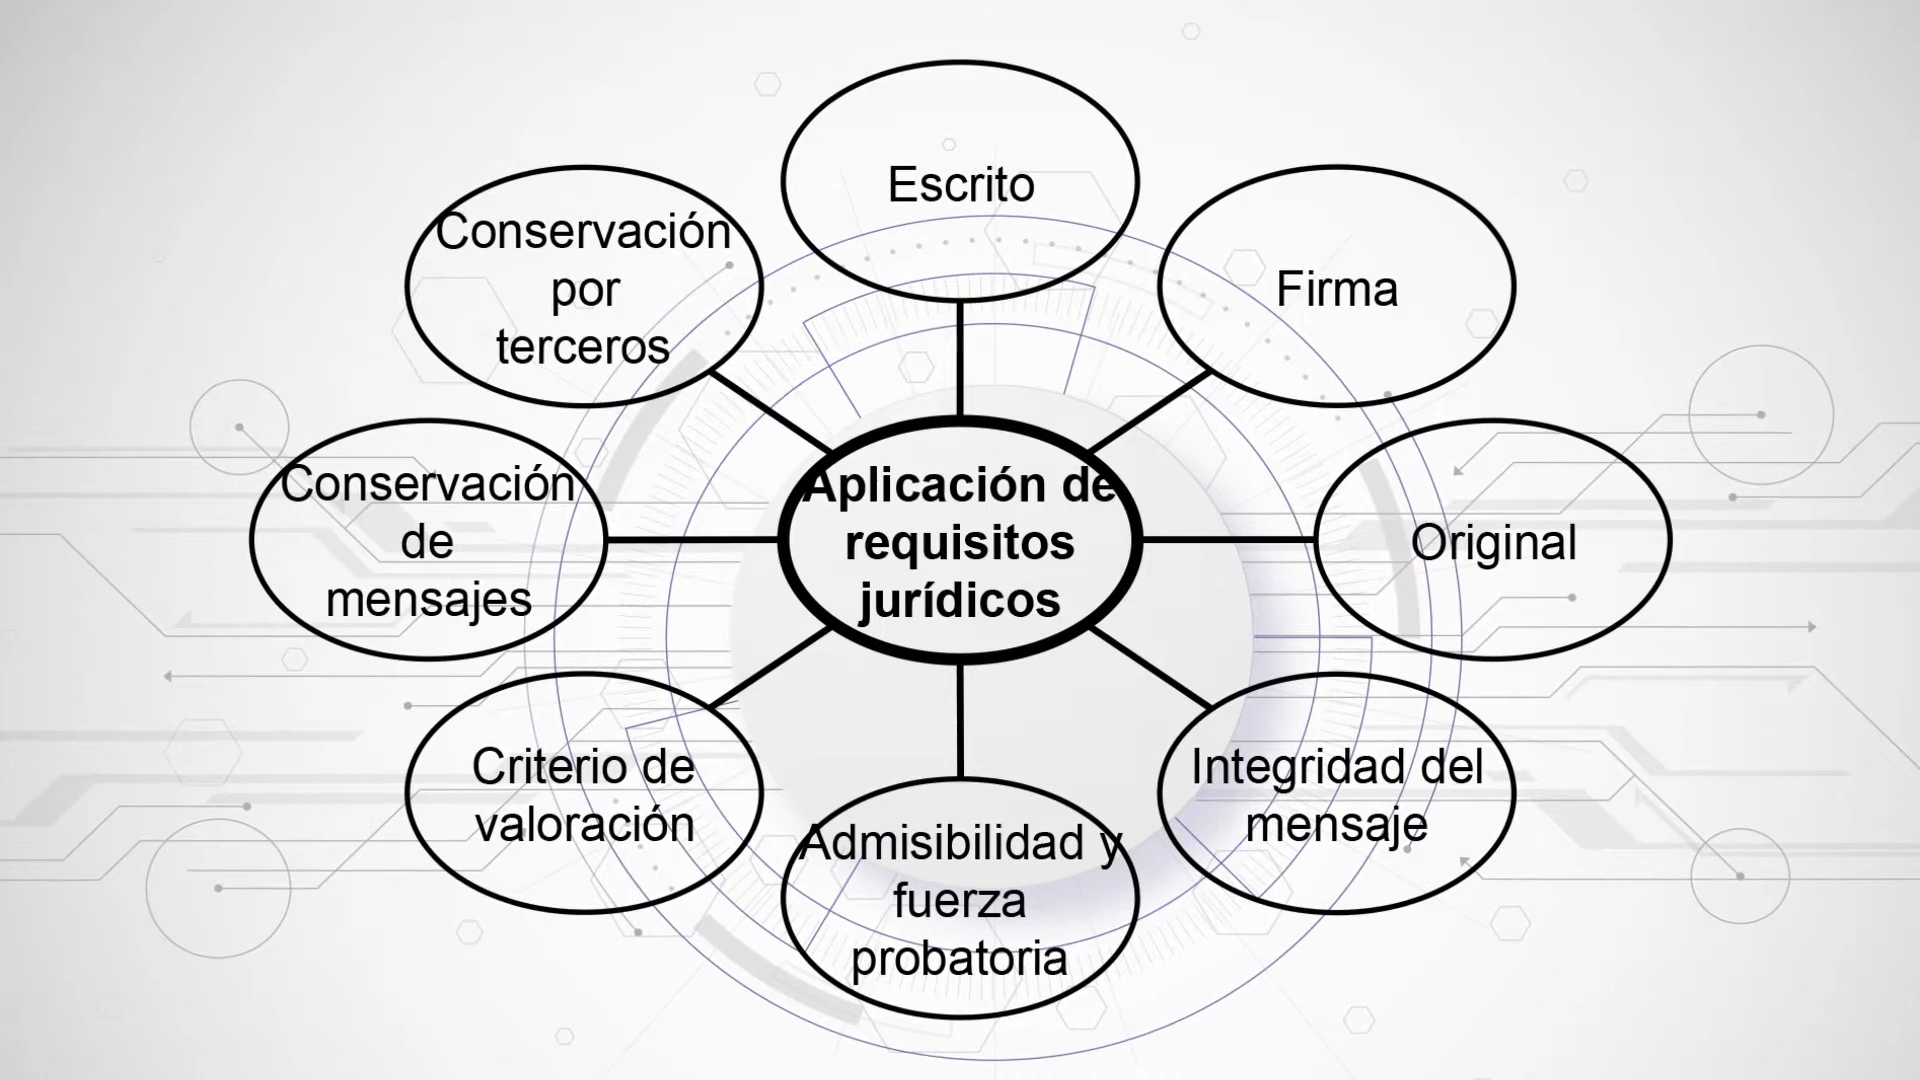 Escrito
Firma
Original
Integridad del
mensaje
Admisibilidad y
fuerza
probatoria
Criterio de
valoración
Conservación
de
mensajes
Conservación
por
terceros
Aplicación de
requisitos
jurídicos